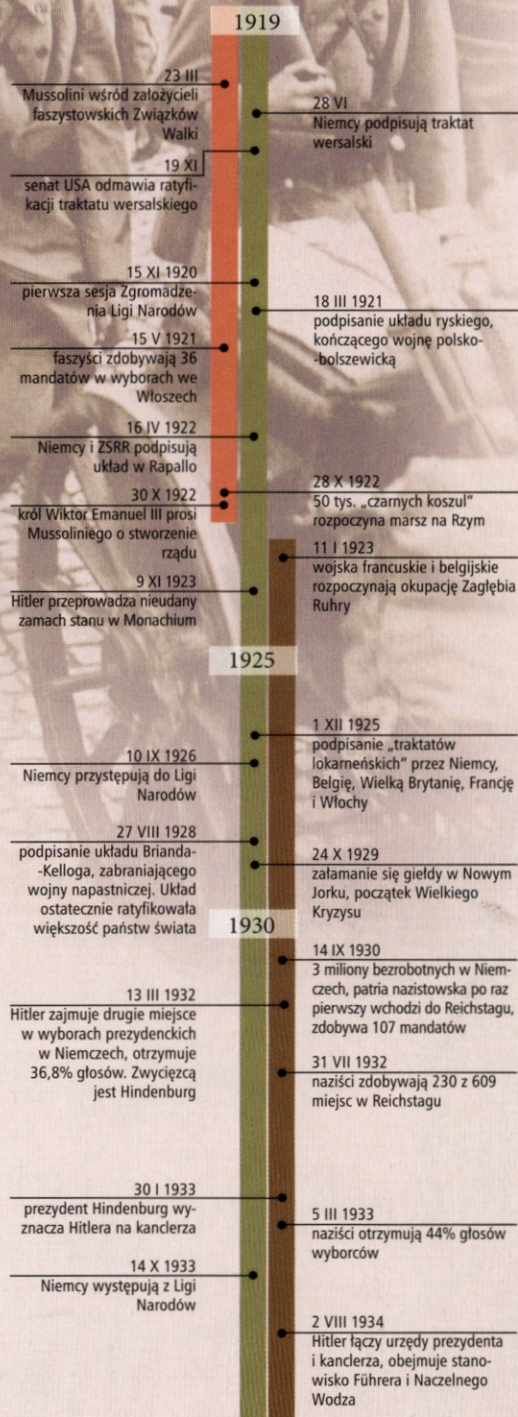 1919
23 III
Mussolini wśród założycieli
faszystowskich Związków
Walki
28 VI
Niemcy podpisują traktat
wersalski
19 XI
senat USA odmawia ratyfi-
kacji traktatu wersalskiego
15 XI 1920
pierwsza sesja Zgromadze-
nia Ligi Narodów
18 III 1921
podpisanie układu ryskiego,
kończącego wojnę polsko-
-bolszewicką
15 V 1921
faszyści zdobywają 36
mandatów w wyborach we
Włoszech
16 IV 1922
Niemcy i ZSRR podpisują
układ w Rapallo
28 X 1922
50 tys. „czarnych koszul"
rozpoczyna marsz na Rzym
30 X 1922
król Wiktor Emanuel III prosi
Mussoliniego o stworzenie
rządu
11 I 1923
wojska francuskie i belgijskie
rozpoczynają okupację Zagłębia
Ruhry
9 XI 1923
Hitler przeprowadza nieudany
zamach stanu w Monachium
1925
1 XII 1925
podpisanie „traktatów
lokarneńskich" przez Niemcy,
Belgię, Wielką Brytanię, Francję
i Włochy
10 IX 1926
Niemcy przystępują do Ligi
Narodów
27 VIII 1928
podpisanie układu Brianda-
-Kelloga, zabraniającego
wojny napastniczej. Układ
ostatecznie ratyfikowała
większość państw świata
24 X 1929
załamanie się giełdy w Nowym
Jorku, początek Wielkiego
Kryzysu
1930
14 IX 1930
3 miliony bezrobotnych w Niem-
czech, patria nazistowska po raz
pierwszy wchodzi do Reichstagu,
zdobywa 107 mandatów
13 III 1932
Hitler zajmuje drugie miejsce
w wyborach prezydenckich
w Niemczech, otrzymuje
36,8% głosów. Zwycięzcą
jest Hindenburg
31 VII 1932
naziści zdobywają 230 z 609
miejsc w Reichstagu
30 I 1933
prezydent Hindenburg wy-
znacza Hitlera na kanclerza
5 III 1933
naziści otrzymują 44% głosów
wyborców
14 X 1933
Niemcy występują z Ligi
Narodów
2 VIII 1934
Hitler łączy urzędy prezydenta
i kanclerza, obejmuje stano-
wisko Führera i Naczelnego
Wodza